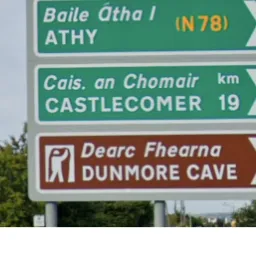 Baile Átha I
ATHY (N78)
Cais. an Chomair km
CASTLECOMER 19
Dearc Fhearna
DUNMORE CAVE